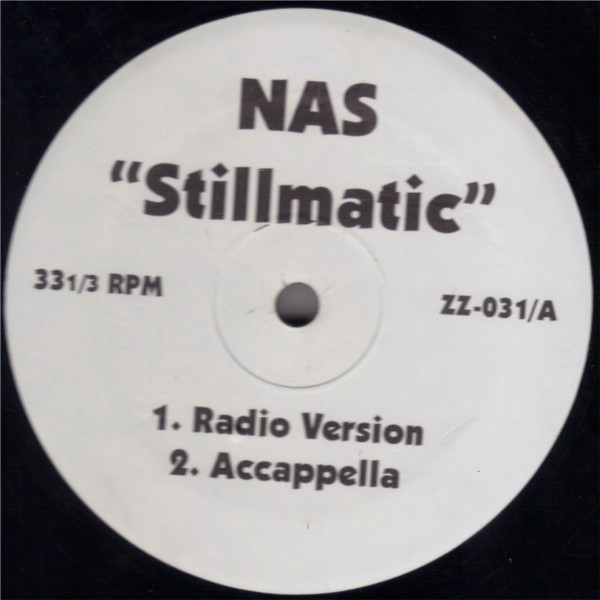 NAS
“Stillmatic”
33 1/3 RPM
ZZ-031/A
1. Radio Version
2. Accappella